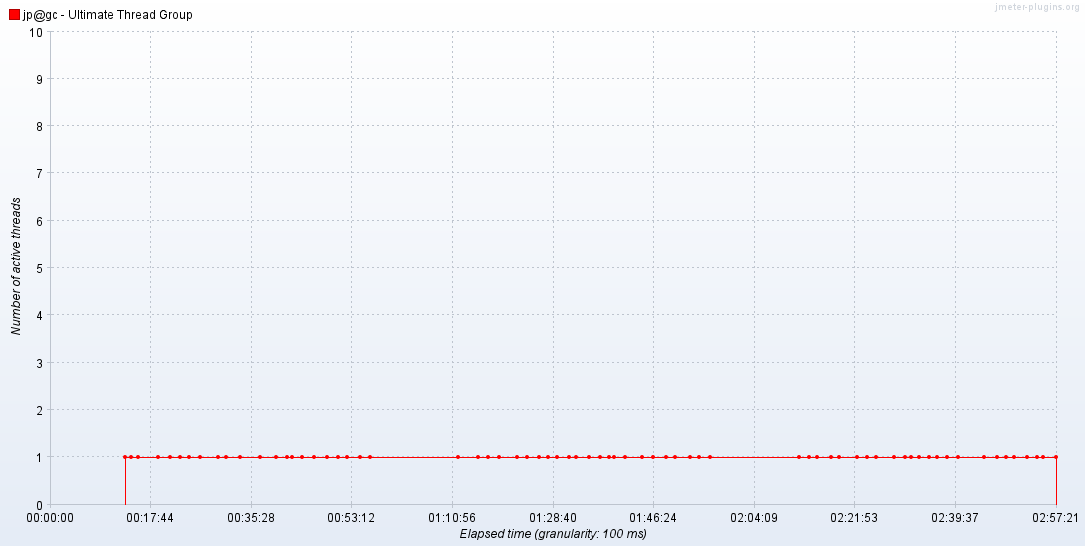 jmeter-plugins.org
jp@gc - Ultimate Thread Group
10
9
8
7
6
5
4
3
2
1
0
Number of active threads
00:00:00 00:17:44 00:35:28 00:53:12 01:10:56 01:28:40 01:46:24 02:04:09 02:21:53 02:39:37 02:57:21
Elapsed time (granularity: 100 ms)